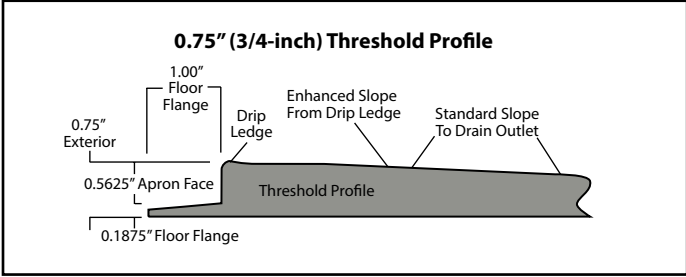 0.75” (3/4-inch) Threshold Profile
1.00”
Floor
Flange
Drip
Ledge
Enhanced Slope
From Drip Ledge
Standard Slope
To Drain Outlet
0.75”
Exterior
0.5625” Apron Face
Threshold Profile
0.1875” Floor Flange